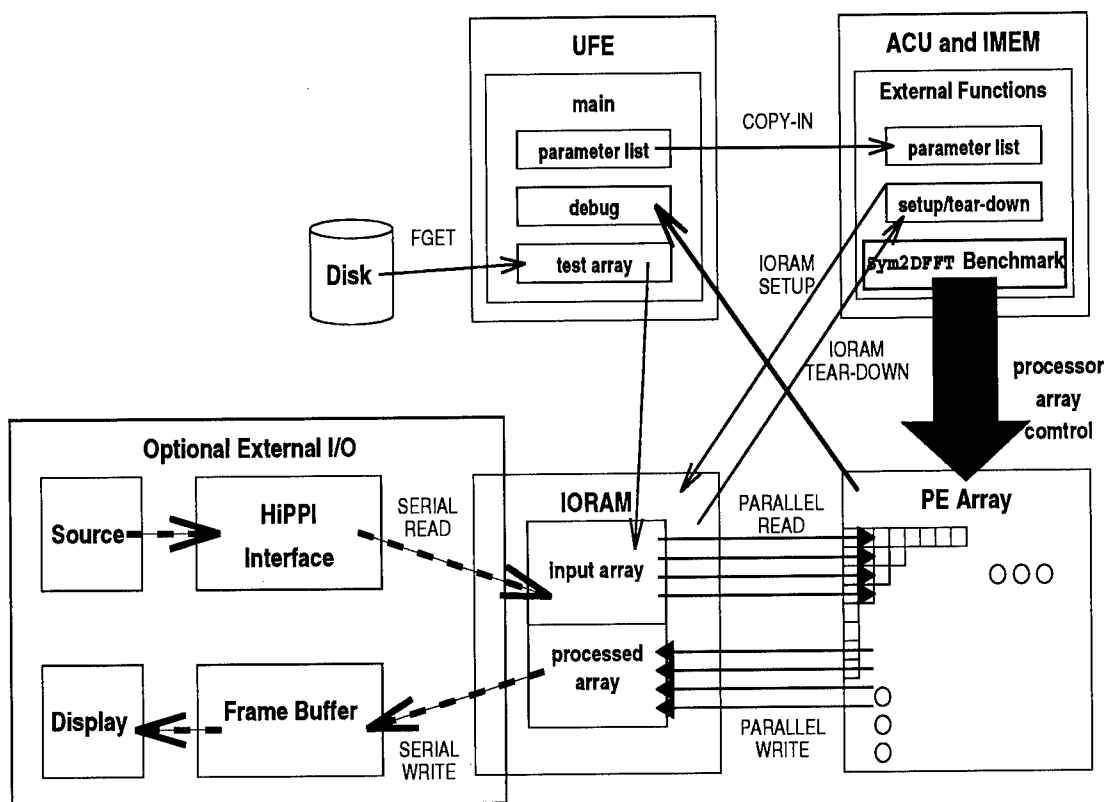 UFE
main
parameter list
debug
test array
ACU and IMEM
External Functions
parameter list
setup/tear-down
Sym2DFFT Benchmark
COPY-IN
Disk
FGET
IORAM
SETUP
IORAM
TEAR-DOWN
processor
array
comtrol
Optional External I/O
Source
HiPPI
Interface
SERIAL
READ
Display
Frame Buffer
SERIAL
WRITE
IORAM
input array
processed
array
PARALLEL
READ
PARALLEL
WRITE
PE Array